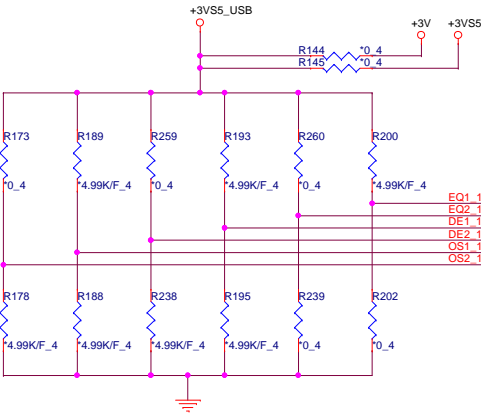 +3VS5_USB
+3V +3VS5
R144 *0_4
R145 *0_4
R173 R189 R259 R193 R260 R200
*0_4 *4.99K/F_4 *0_4 *4.99K/F_4 *0_4 *4.99K/F_4
EQ1_1
EQ2_1
DE1_1
DE2_1
OS1_1
OS2_1
R178 R188 R238 R195 R239 R202
*4.99K/F_4 *4.99K/F_4 *4.99K/F_4 *4.99K/F_4 *0_4 *0_4